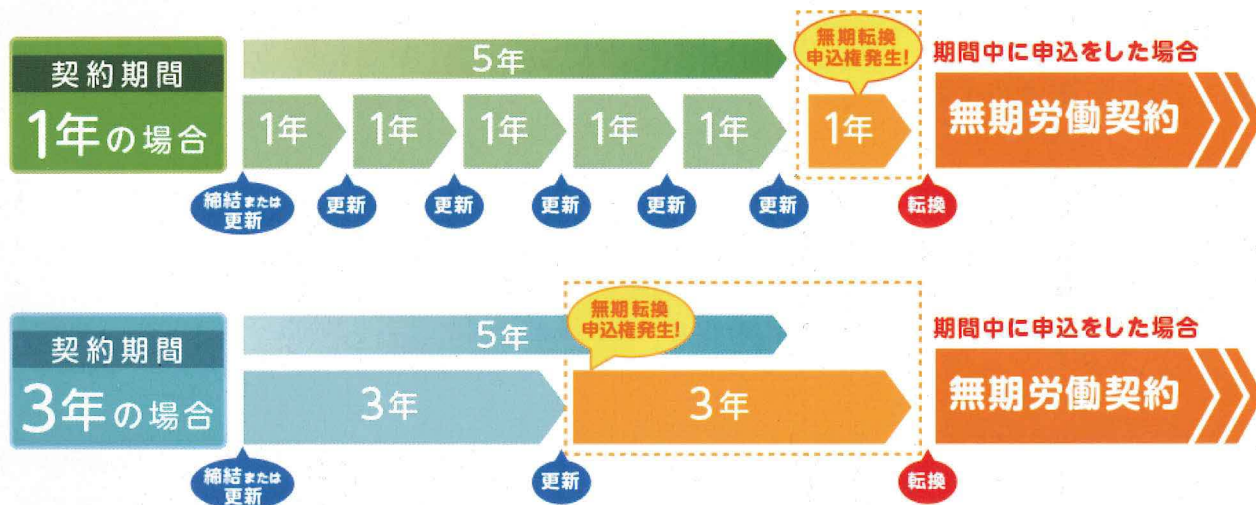 契約期間
1年の場合
5年
1年
1年
1年
1年
1年
無期転換
申込権発生!
1年
期間中に申込をした場合
無期労働契約
締結または
更新
更新
更新
更新
更新
更新
転換
契約期間
3年の場合
5年
無期転換
申込権発生!
3年
3年
期間中に申込をした場合
無期労働契約
締結または
更新
更新
転換